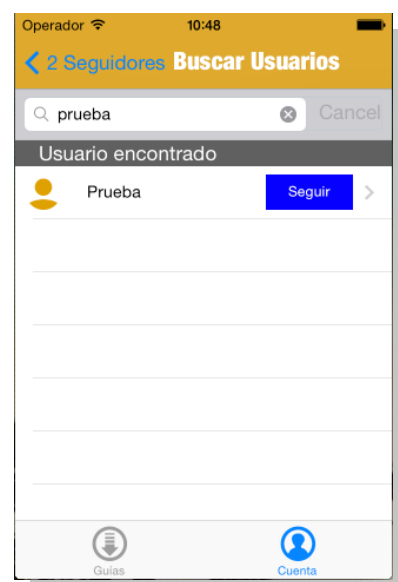 Operador 10:48
2 Seguidores Buscar Usuarios
prueba Cancel
Usuario encontrado
Prueba Seguir
Guías Cuenta